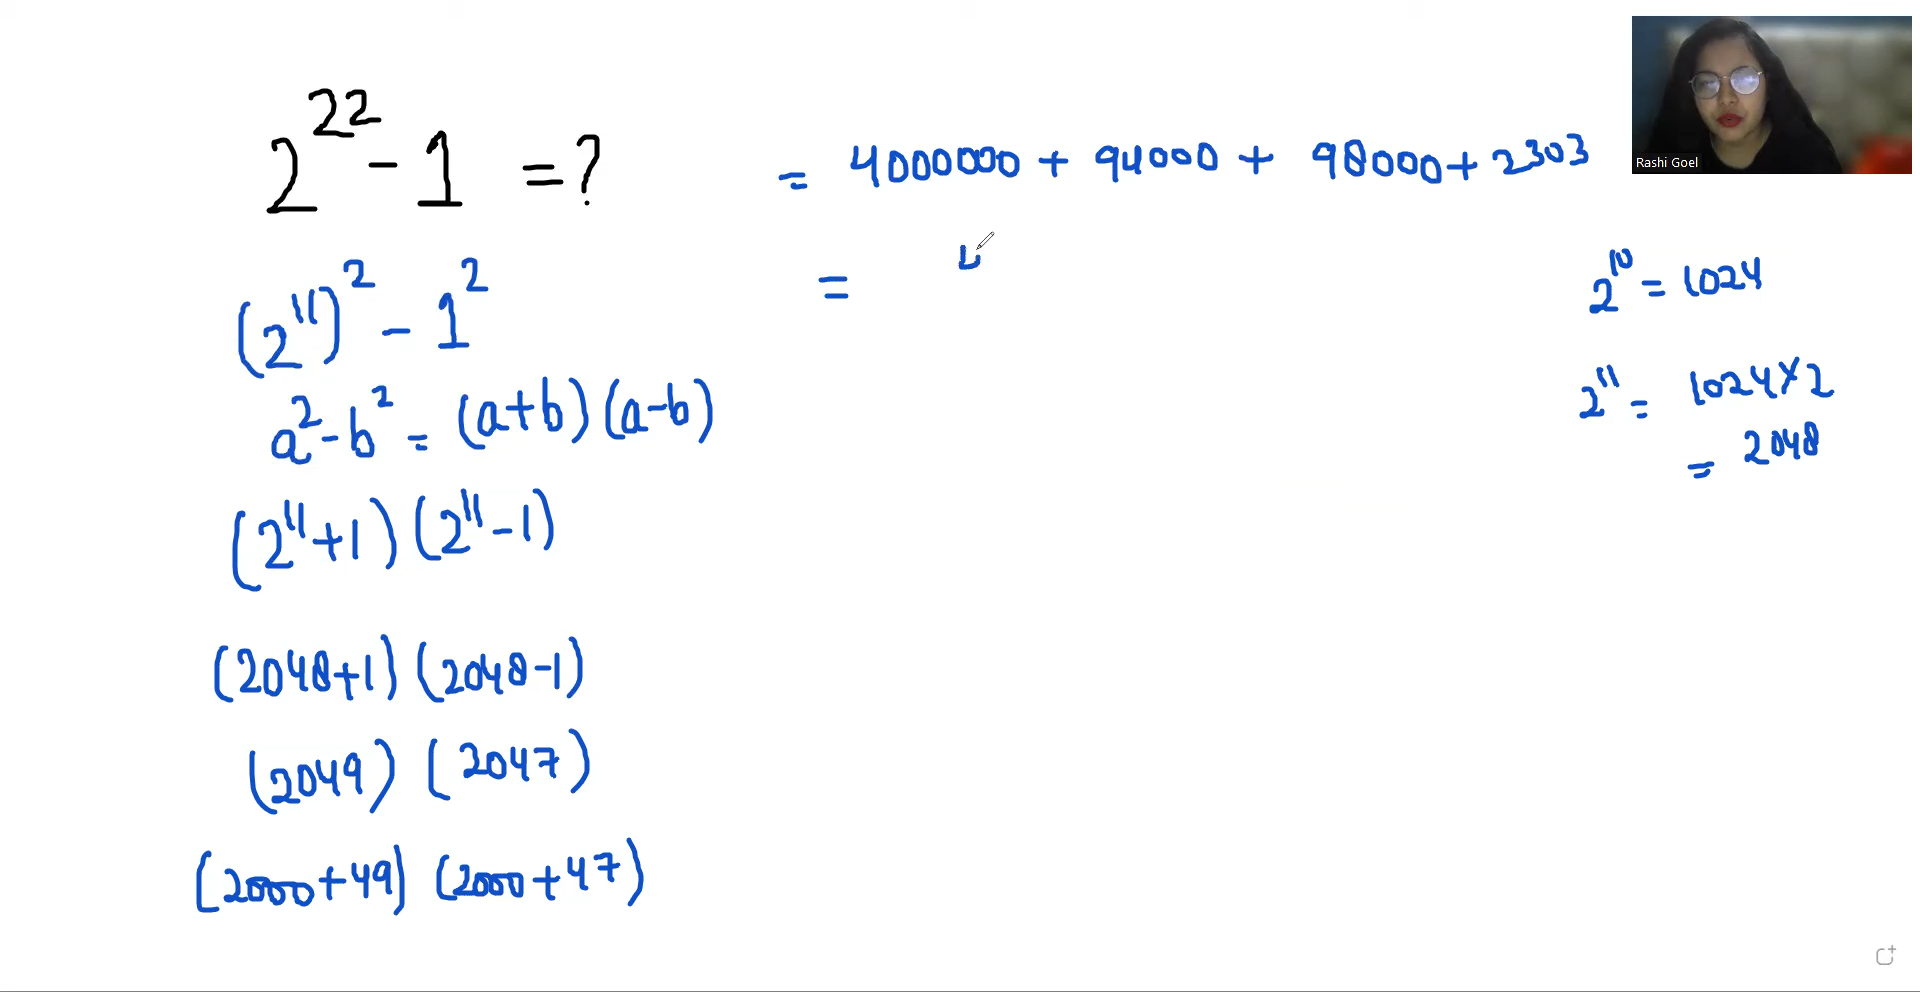 2^22 - 1 = ?
(2^11)^2 - 1^2
a^2 - b^2 = (a+b) (a-b)
(2^11 + 1) (2^11 - 1)
(2048+1) (2048-1)
(2049) (2047)
(2000+49) (2000+47)
= 4000000 + 94000 + 98000 + 2303
=
2^10 = 1024
2^11 = 1024×2
= 2048
Rashi Goel